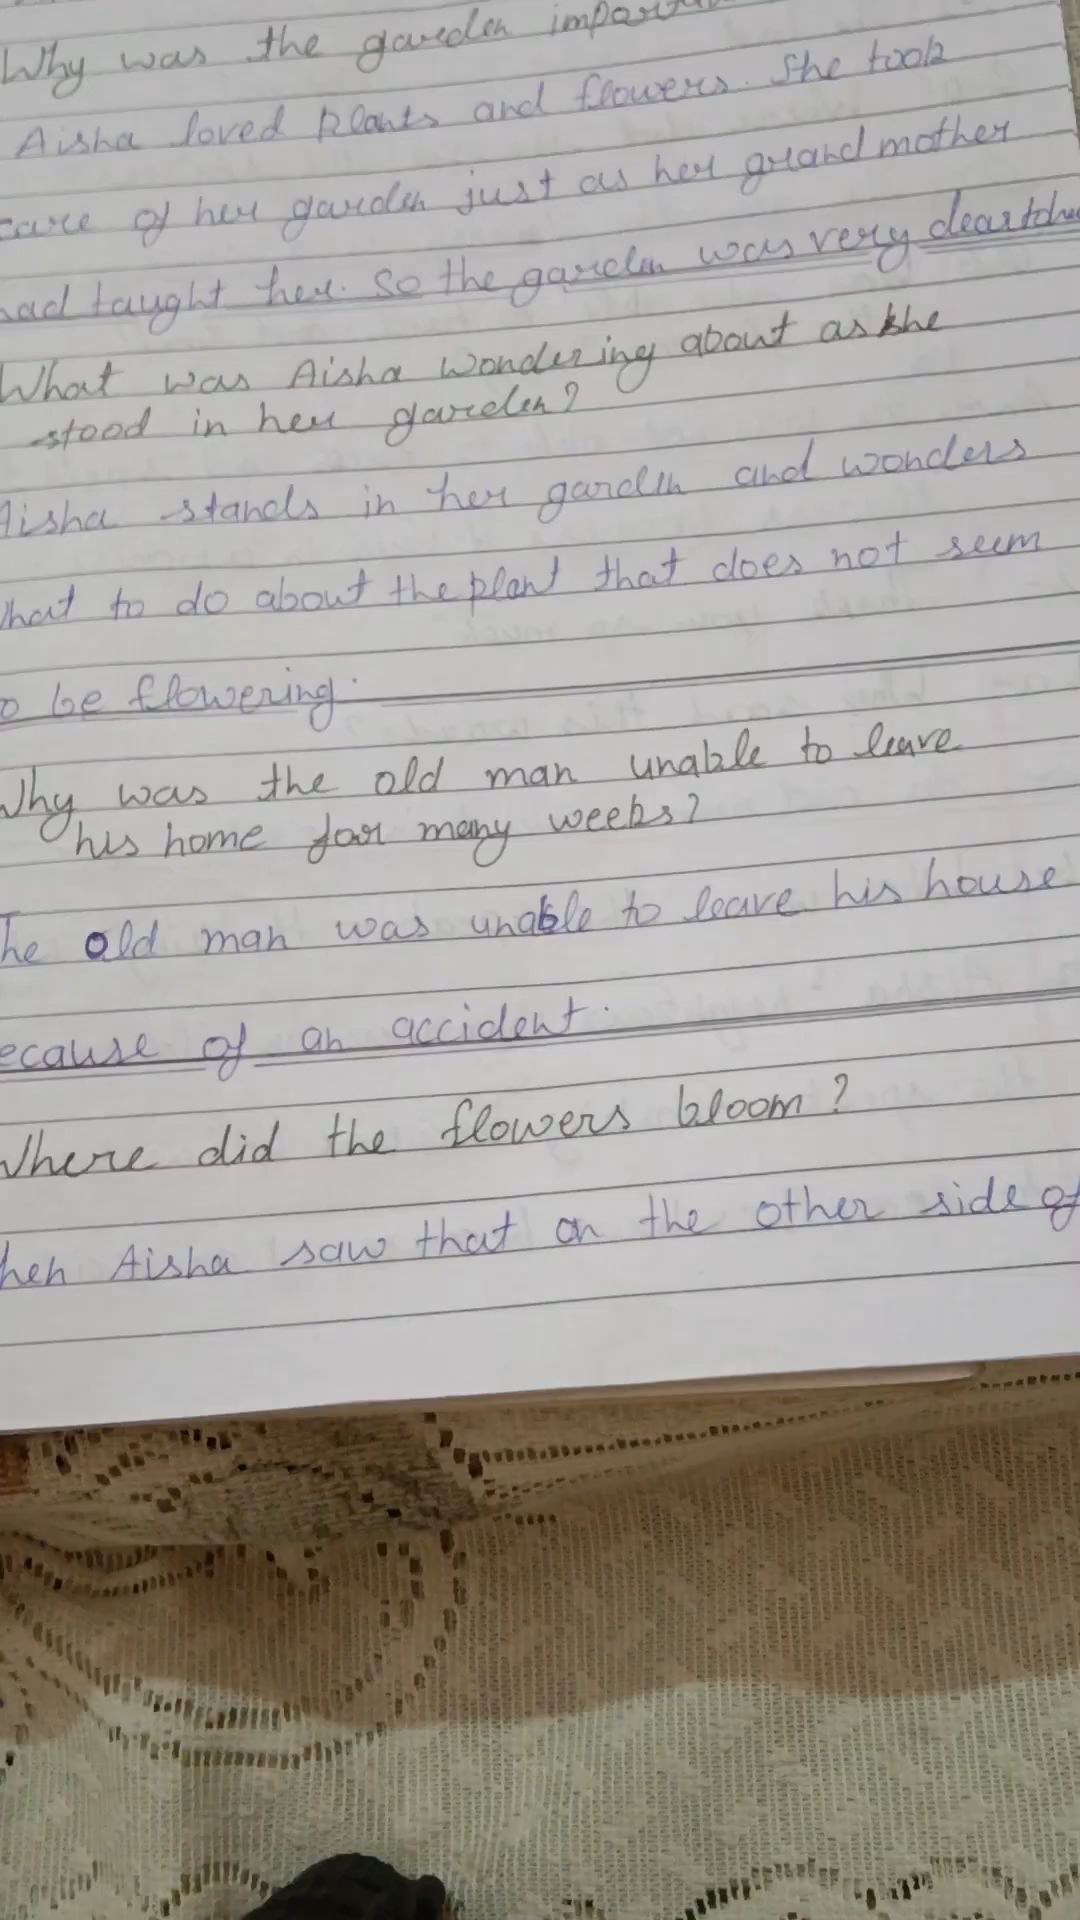 Why was the garden
Aisha loved plants and flowers. She took
care of her garden just as her grand mother
had taught her. So the garden was very dear
What was Aisha wondering about as she
stood in her garden?
Aisha stands in her garden and wonders
what to do about the plant that does not seem
to be flowering.
Why was the old man unable to leave
his home for many weeks?
The old man was unable to leave his house
because of an accident.
Where did the flowers bloom?
Then Aisha saw that on the other side of